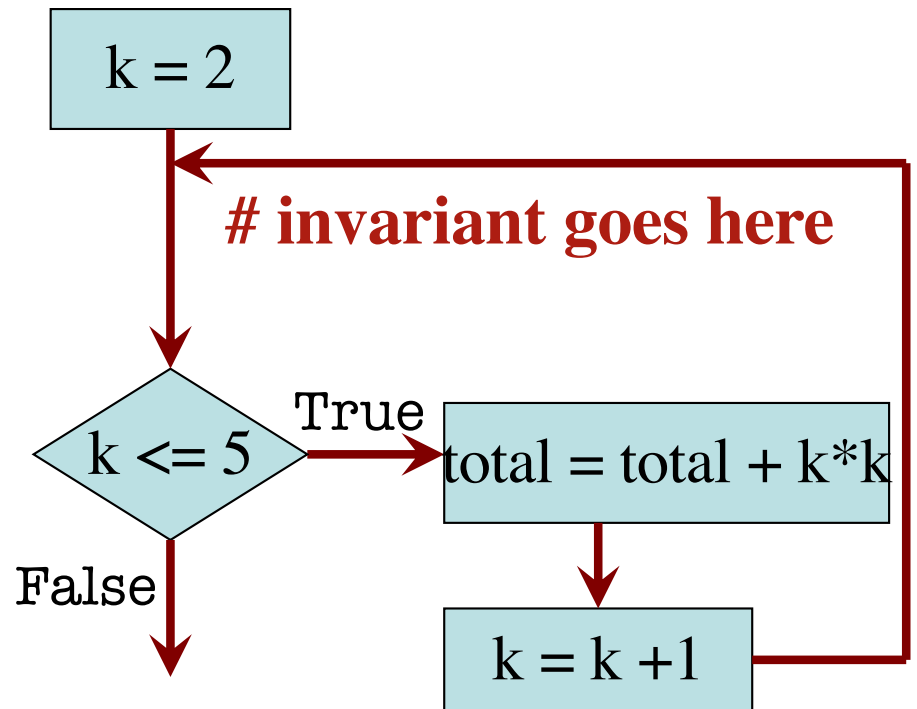 k = 2
# invariant goes here
True
k <= 5
total = total + k*k
False
k = k +1